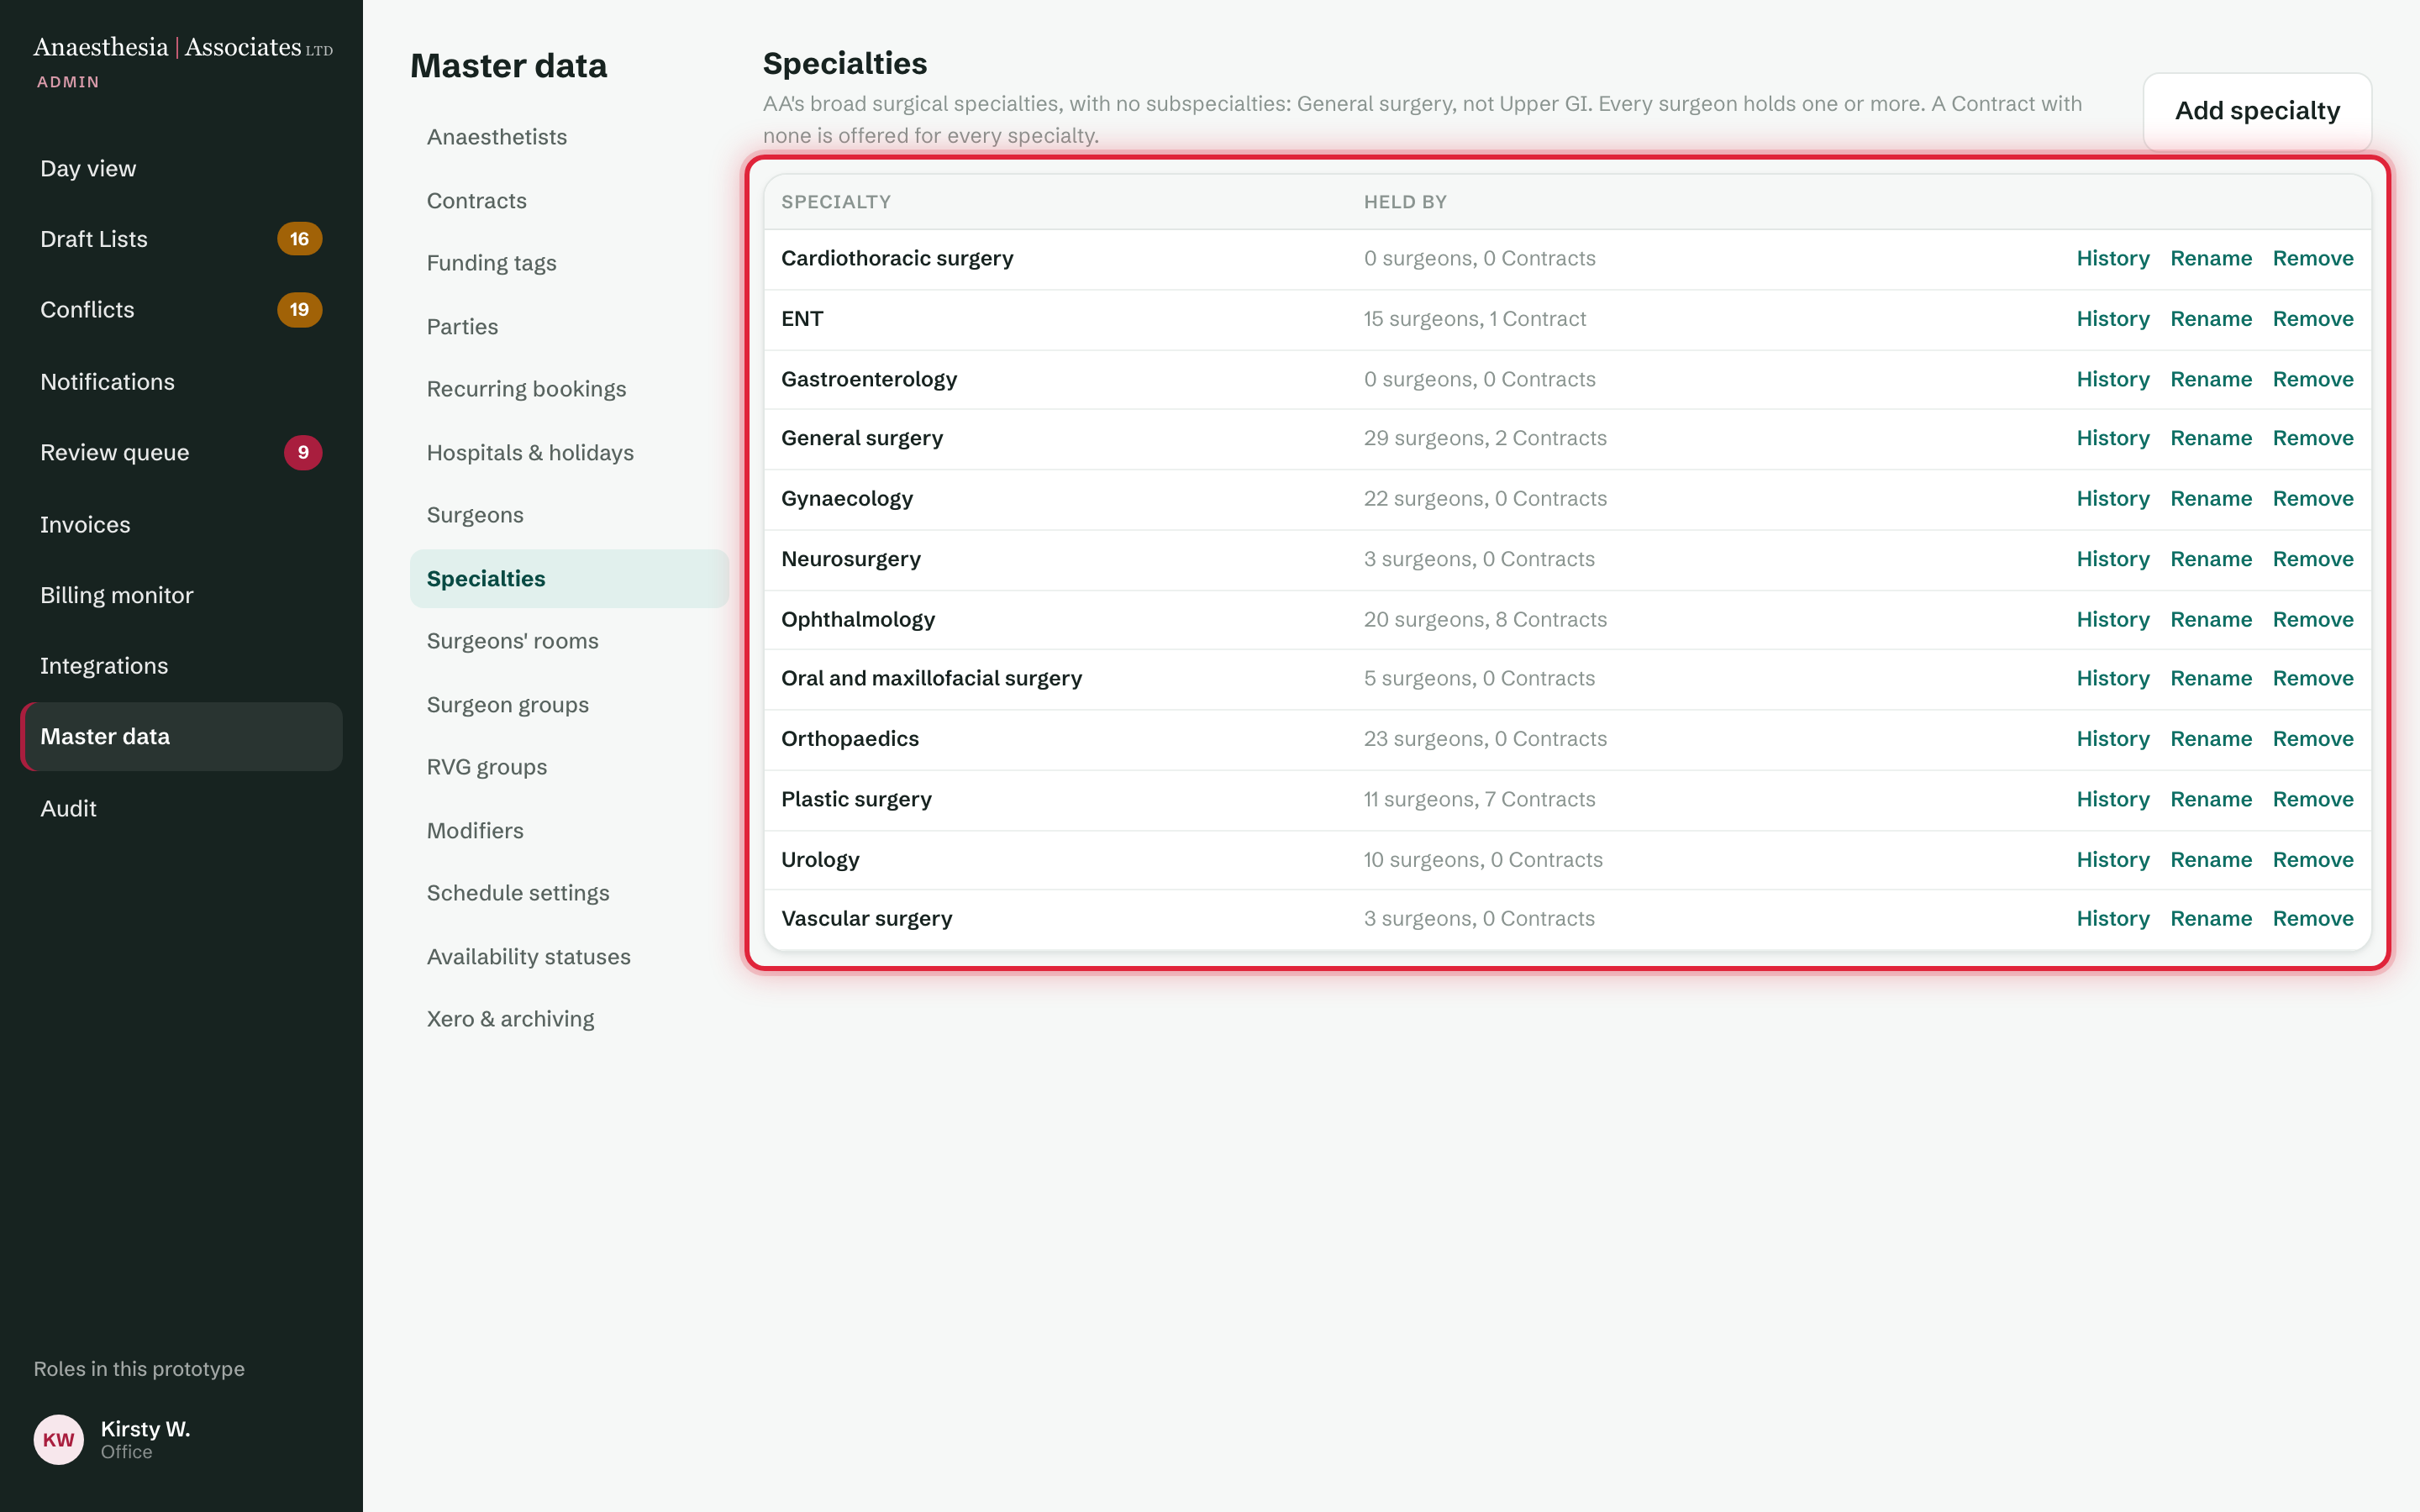 Anaesthesia | Associates LTD
ADMIN
Day view
Draft Lists 16
Conflicts 19
Notifications
Review queue 9
Invoices
Billing monitor
Integrations
Master data
Audit
Roles in this prototype
KW
Kirsty W.
Office
Master data
Anaesthetists
Contracts
Funding tags
Parties
Recurring bookings
Hospitals & holidays
Surgeons
Specialties
Surgeons' rooms
Surgeon groups
RVG groups
Modifiers
Schedule settings
Availability statuses
Xero & archiving
Specialties
AA's broad surgical specialties, with no subspecialties: General surgery, not Upper GI. Every surgeon holds one or more. A Contract with
none is offered for every specialty.
Add specialty
SPECIALTY HELD BY
Cardiothoracic surgery 0 surgeons, 0 Contracts History Rename Remove
ENT 15 surgeons, 1 Contract History Rename Remove
Gastroenterology 0 surgeons, 0 Contracts History Rename Remove
General surgery 29 surgeons, 2 Contracts History Rename Remove
Gynaecology 22 surgeons, 0 Contracts History Rename Remove
Neurosurgery 3 surgeons, 0 Contracts History Rename Remove
Ophthalmology 20 surgeons, 8 Contracts History Rename Remove
Oral and maxillofacial surgery 5 surgeons, 0 Contracts History Rename Remove
Orthopaedics 23 surgeons, 0 Contracts History Rename Remove
Plastic surgery 11 surgeons, 7 Contracts History Rename Remove
Urology 10 surgeons, 0 Contracts History Rename Remove
Vascular surgery 3 surgeons, 0 Contracts History Rename Remove